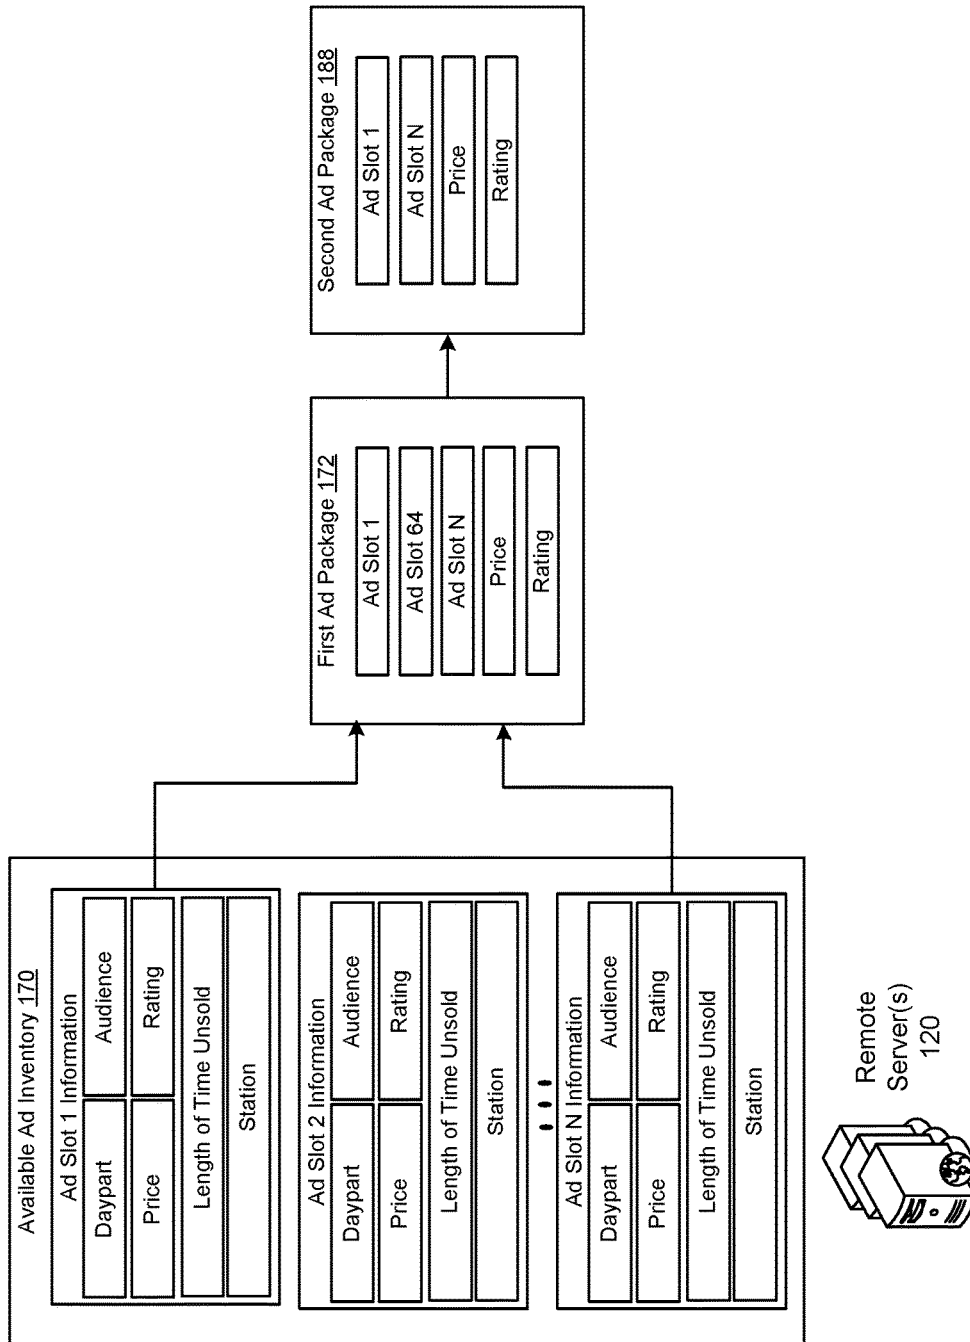 Available Ad Inventory 170
Ad Slot 1 Information
Daypart
Audience
Price
Rating
Length of Time Unsold
Station
Ad Slot 2 Information
Daypart
Audience
Price
Rating
Length of Time Unsold
Station
Ad Slot N Information
Daypart
Audience
Price
Rating
Length of Time Unsold
Station
Remote
Server(s)
120
First Ad Package 172
Ad Slot 1
Ad Slot 64
Ad Slot N
Price
Rating
Second Ad Package 188
Ad Slot 1
Ad Slot N
Price
Rating